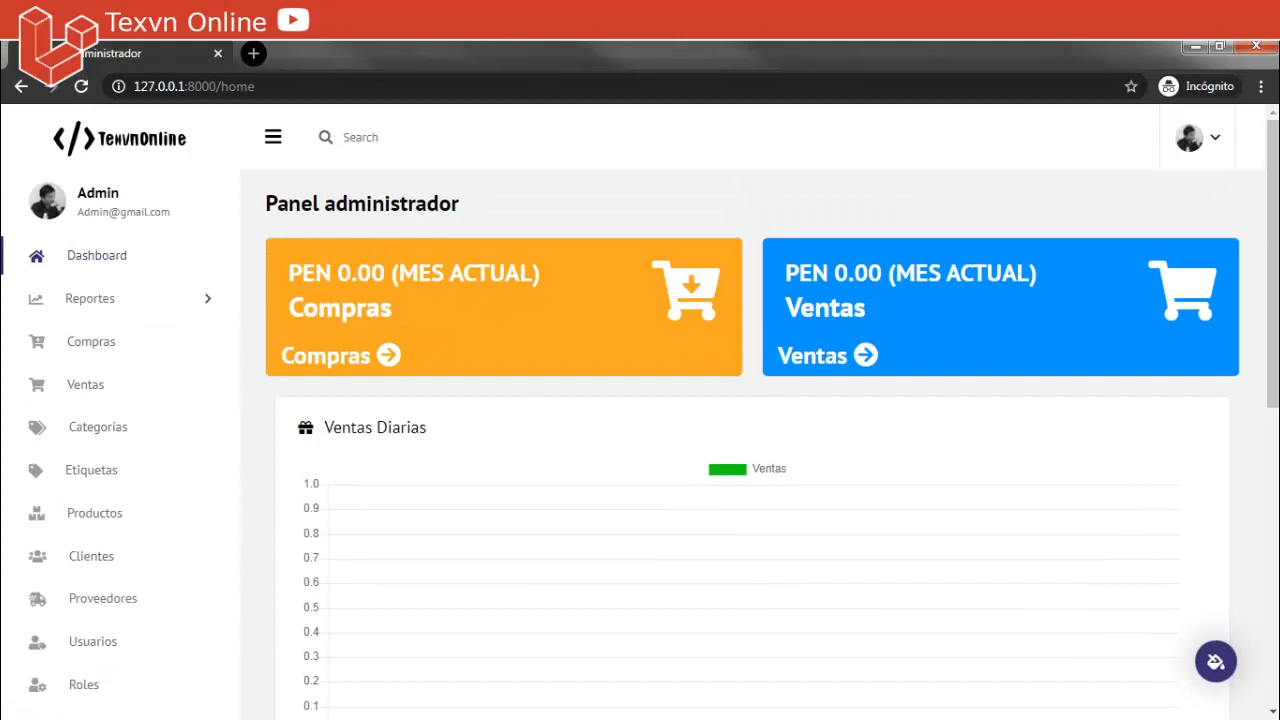 Texvn Online
ministrador
127.0.0.1:8000/home
Incógnito
TexvnOnline
Search
Admin
Admin@gmail.com
Dashboard
Reportes
Compras
Ventas
Categorías
Etiquetas
Productos
Clientes
Proveedores
Usuarios
Roles
Panel administrador
PEN 0.00 (MES ACTUAL)
Compras
Compras
PEN 0.00 (MES ACTUAL)
Ventas
Ventas
Ventas Diarias
Ventas
1.0
0.9
0.8
0.7
0.6
0.5
0.4
0.3
0.2
0.1